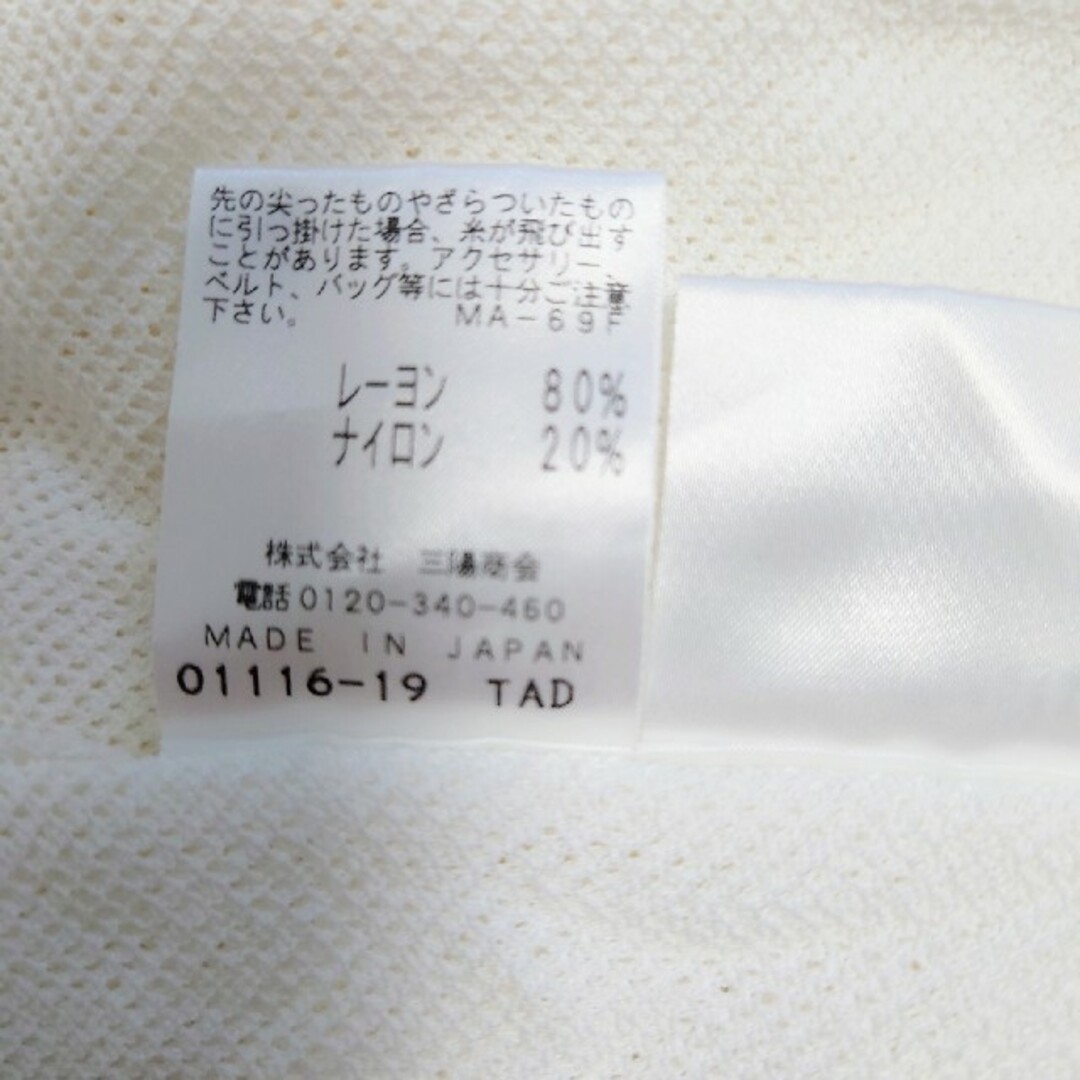 先の尖ったものやざらついたもの
に引っ掛けた場合、糸が飛び出す
ことがあります。アクセサリー、
ベルト、バッグ等には十分ご注意
下さい。 MA-69F
レーヨン 80%
ナイロン 20%
株式会社 三陽商会
電話0120-340-460
MADE IN JAPAN
01116-19 TAD